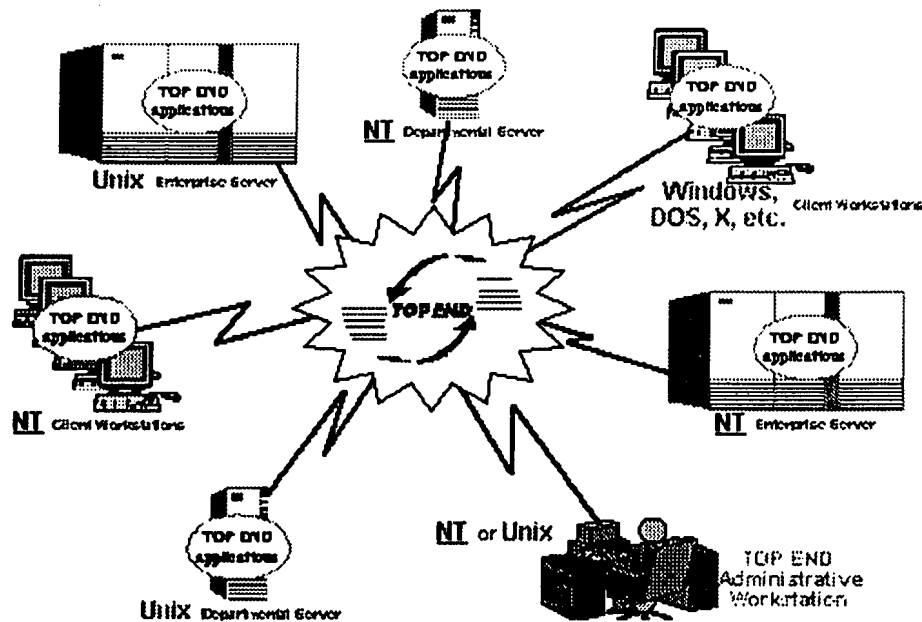 TOP END
applications
Unix Enterprise Server
TOP END
applications
NT Departmental Server
TOP END
applications
Windows,
DOS, X, etc. Client Workstations
TOP END
applications
NT Client Workstations
TOP END
TOP END
applications
NT Enterprise Server
TOP END
applications
Unix Departmental Server
NT or Unix
TOP END
Administrative
Workstation